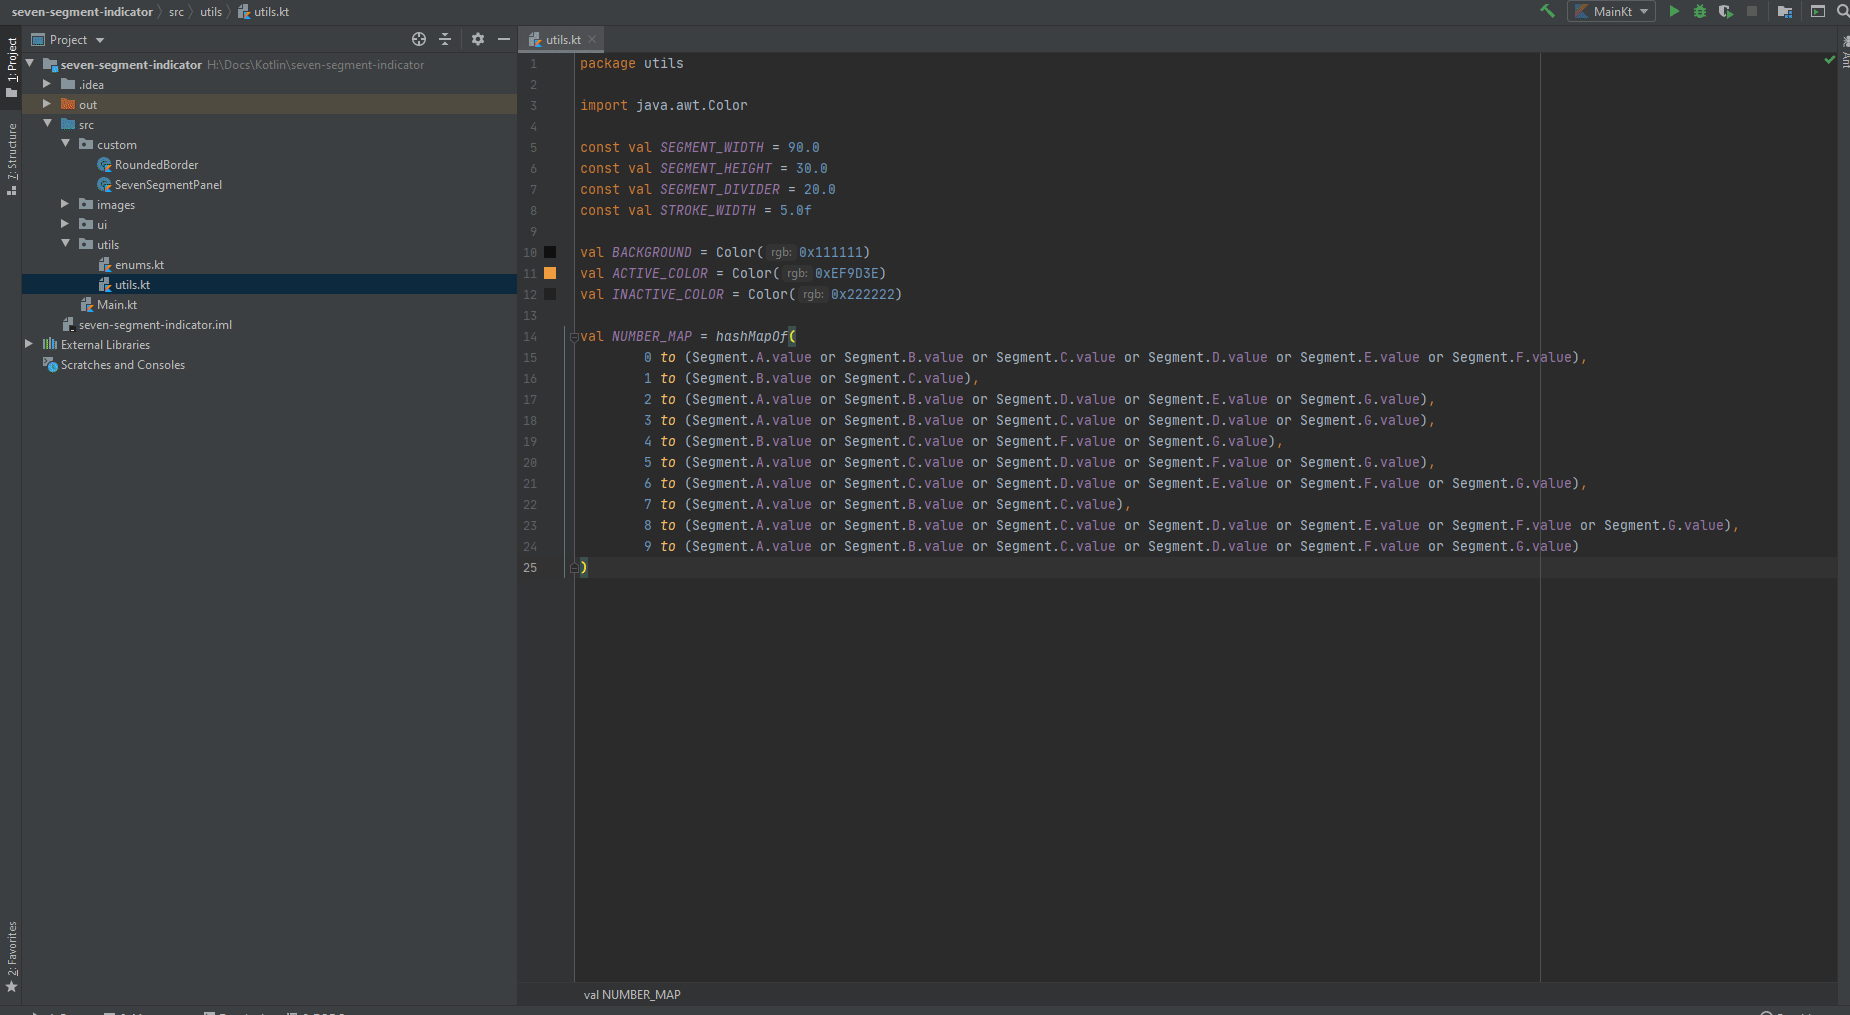 seven-segment-indicator src utils utils.kt
MainKt
Project
utils.kt
1: Project
7: Structure
2: Favorites
Ant
seven-segment-indicator H:\Docs\Kotlin\seven-segment-indicator
.idea
out
src
custom
RoundedBorder
SevenSegmentPanel
images
ui
utils
enums.kt
utils.kt
Main.kt
seven-segment-indicator.iml
External Libraries
Scratches and Consoles
1 package utils
2
3 import java.awt.Color
4
5 const val SEGMENT_WIDTH = 90.0
6 const val SEGMENT_HEIGHT = 30.0
7 const val SEGMENT_DIVIDER = 20.0
8 const val STROKE_WIDTH = 5.0f
9
10 val BACKGROUND = Color( rgb: 0x111111)
11 val ACTIVE_COLOR = Color( rgb: 0xEF9D3E)
12 val INACTIVE_COLOR = Color( rgb: 0x222222)
13
14 val NUMBER_MAP = hashMapOf(
15 0 to (Segment.A.value or Segment.B.value or Segment.C.value or Segment.D.value or Segment.E.value or Segment.F.value),
16 1 to (Segment.B.value or Segment.C.value),
17 2 to (Segment.A.value or Segment.B.value or Segment.D.value or Segment.E.value or Segment.G.value),
18 3 to (Segment.A.value or Segment.B.value or Segment.C.value or Segment.D.value or Segment.G.value),
19 4 to (Segment.B.value or Segment.C.value or Segment.F.value or Segment.G.value),
20 5 to (Segment.A.value or Segment.C.value or Segment.D.value or Segment.F.value or Segment.G.value),
21 6 to (Segment.A.value or Segment.C.value or Segment.D.value or Segment.E.value or Segment.F.value or Segment.G.value),
22 7 to (Segment.A.value or Segment.B.value or Segment.C.value),
23 8 to (Segment.A.value or Segment.B.value or Segment.C.value or Segment.D.value or Segment.E.value or Segment.F.value or Segment.G.value),
24 9 to (Segment.A.value or Segment.B.value or Segment.C.value or Segment.D.value or Segment.F.value or Segment.G.value)
25 )
val NUMBER_MAP